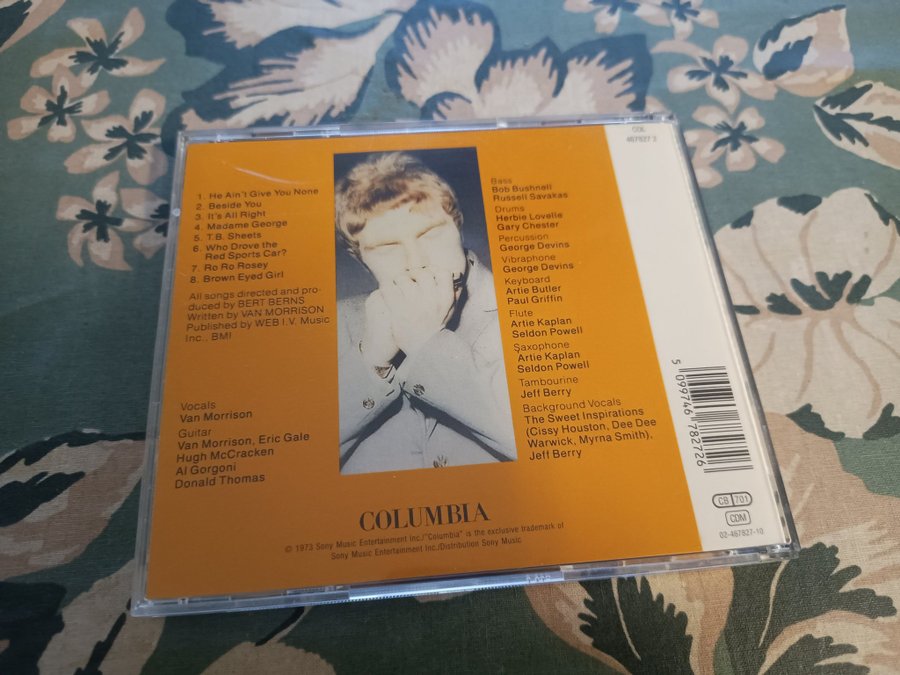 1. He Ain't Give You None
2. Beside You
3. It's All Right
4. Madame George
5. T.B. Sheets
6. Who Drove the
Red Sports Car?
7. Ro Ro Rosey
8. Brown Eyed Girl
All songs directed and pro-
duced by BERT BERNS
Written by VAN MORRISON
Published by WEB I.V. Music
Inc., BMI
Vocals
Van Morrison
Guitar
Van Morrison, Eric Gale
Hugh McCracken
Al Gorgoni
Donald Thomas
Bass
Bob Bushnell
Russell Savakas
Drums
Herbie Lovelle
Gary Chester
Percussion
George Devins
Vibraphone
George Devins
Keyboard
Artie Butler
Paul Griffin
Flute
Artie Kaplan
Seldon Powell
Saxophone
Artie Kaplan
Seldon Powell
Tambourine
Jeff Berry
Background Vocals
The Sweet Inspirations
(Cissy Houston, Dee Dee
Warwick, Myrna Smith),
Jeff Berry
COL
467827 2
5 099746 782726
CB 701
CDM
02-467827-10
COLUMBIA
© 1973 Sony Music Entertainment Inc./"Columbia" is the exclusive trademark of
Sony Music Entertainment Inc./Distribution Sony Music